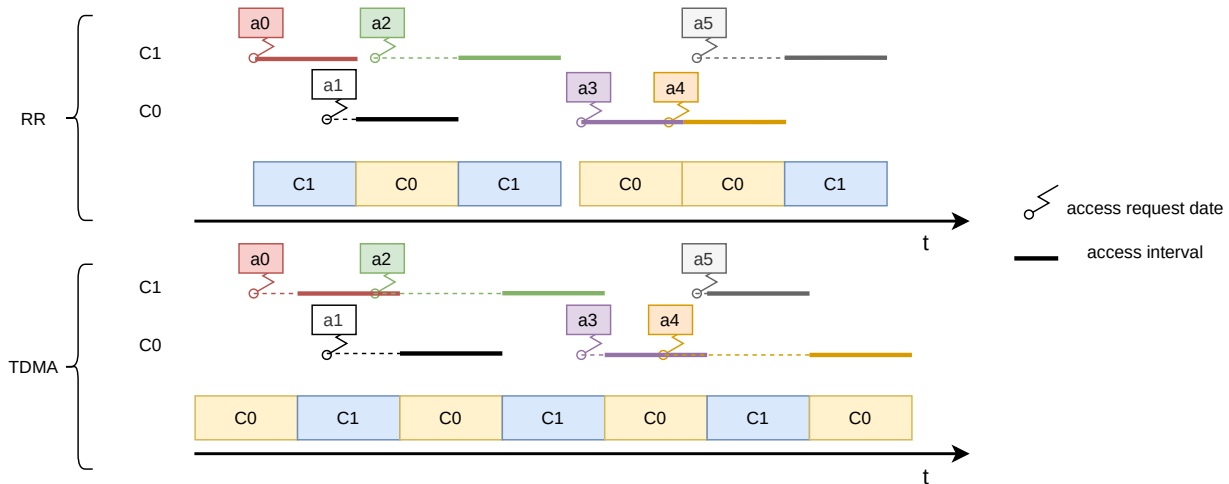 a0
a2
a5
C1
a1
a3
a4
C0
RR
C1
C0
C1
C0
C0
C1
access request date
t
access interval
a0
a2
a5
C1
a1
a3
a4
C0
TDMA
C0
C1
C0
C1
C0
C1
C0
t